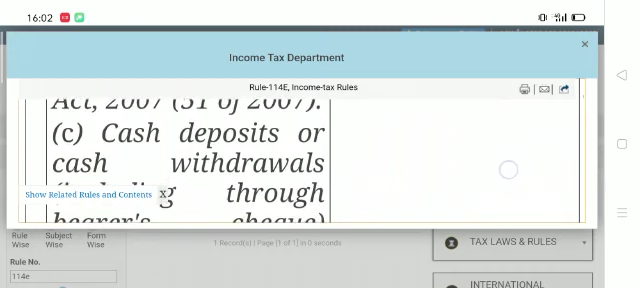 16:02
Income Tax Department
×
Rule-114E, Income-tax Rules
Act, 2007 (51 of 2007).
(c) Cash deposits or
cash withdrawals
through
bearer's cheque)
Show Related Rules and Contents X
Rule Wise
Subject Wise
Form Wise
1 Record(s) | Page [1 of 1] in 0 seconds
TAX LAWS & RULES
Rule No.
114e
INTERNATIONAL